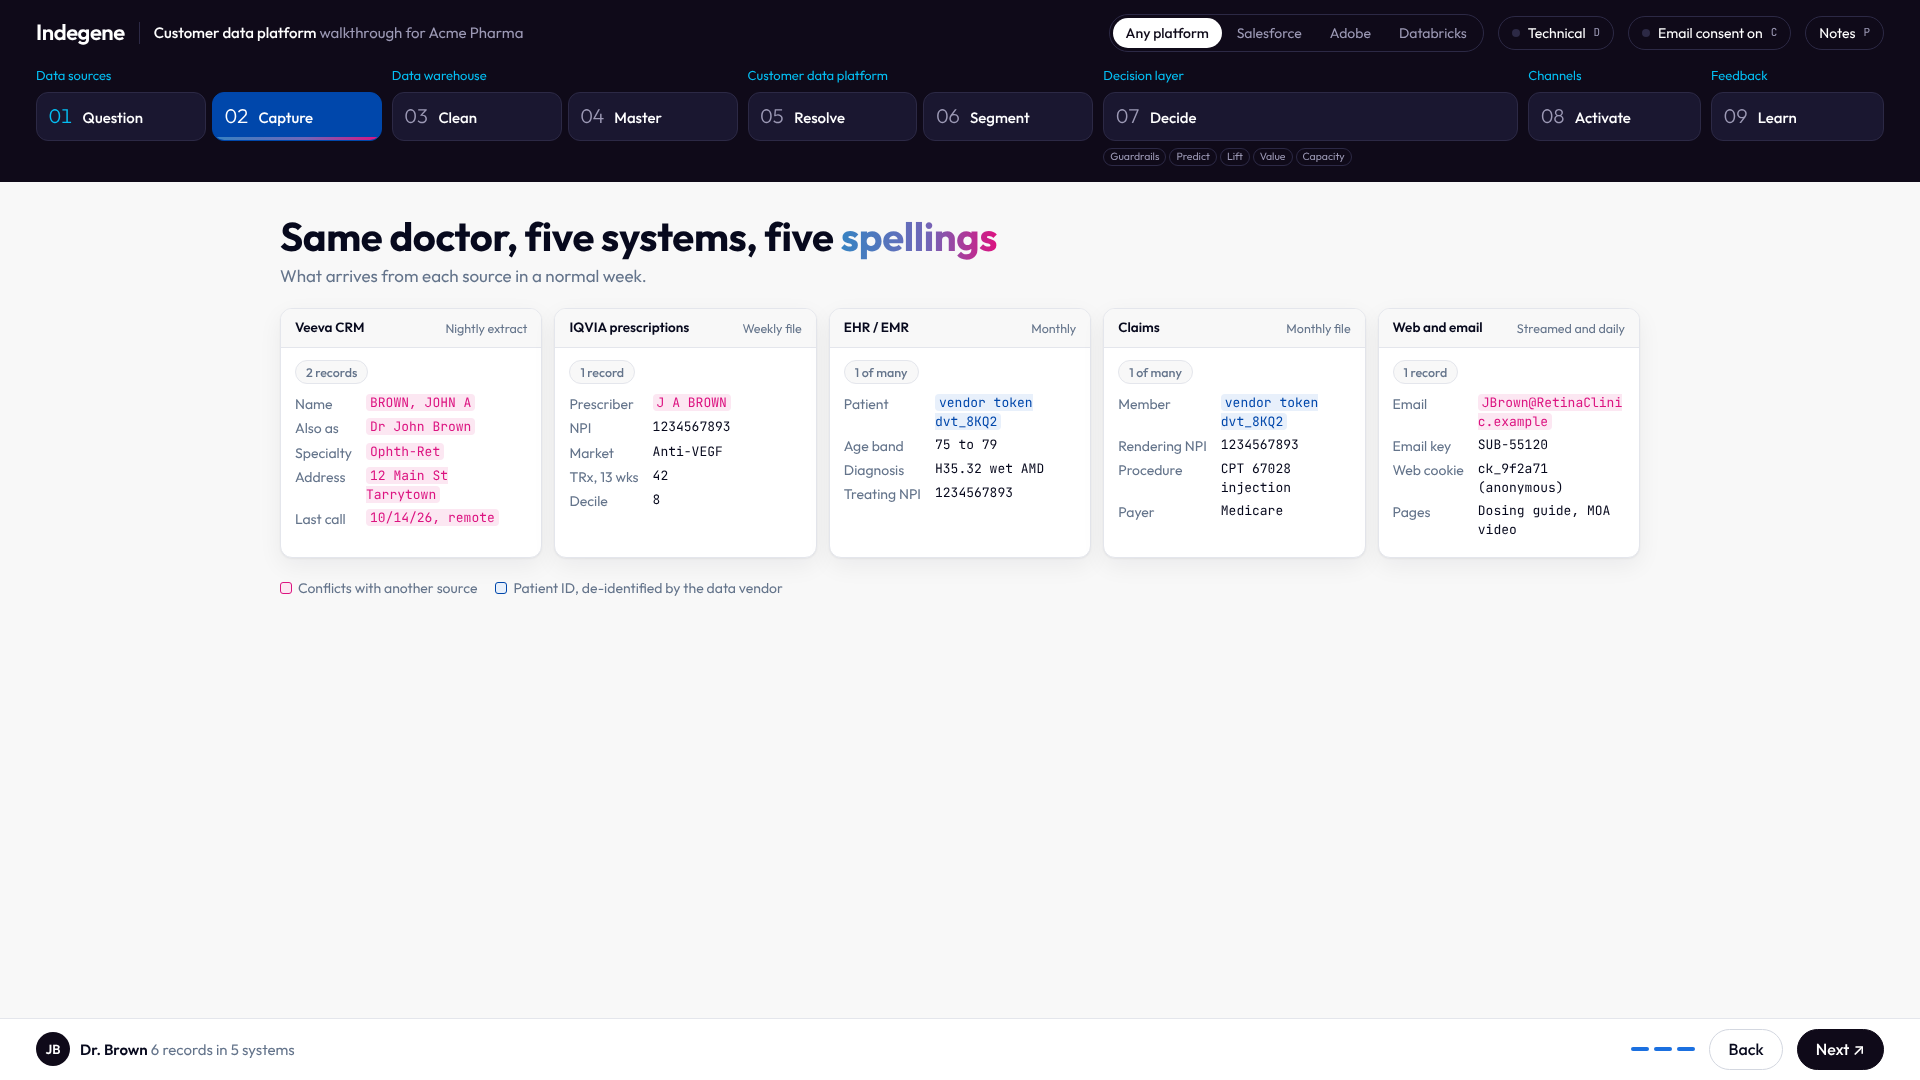 Indegene
Customer data platform walkthrough for Acme Pharma
Any platform
Salesforce
Adobe
Databricks
Technical D
Email consent on C
Notes P
Data sources
Data warehouse
Customer data platform
Decision layer
Channels
Feedback
01 Question
02 Capture
03 Clean
04 Master
05 Resolve
06 Segment
07 Decide
08 Activate
09 Learn
Guardrails
Predict
Lift
Value
Capacity
Same doctor, five systems, five spellings
What arrives from each source in a normal week.
Veeva CRM
Nightly extract
2 records
Name BROWN, JOHN A
Also as Dr John Brown
Specialty Ophth-Ret
Address 12 Main St
Tarrytown
Last call 10/14/26, remote
IQVIA prescriptions
Weekly file
1 record
Prescriber J A BROWN
NPI 1234567893
Market Anti-VEGF
TRx, 13 wks 42
Decile 8
EHR / EMR
Monthly
1 of many
Patient vendor token
dvt_8KQ2
Age band 75 to 79
Diagnosis H35.32 wet AMD
Treating NPI 1234567893
Claims
Monthly file
1 of many
Member vendor token
dvt_8KQ2
Rendering NPI 1234567893
Procedure CPT 67028
injection
Payer Medicare
Web and email
Streamed and daily
1 record
Email JBrown@RetinaClini
c.example
Email key SUB-55120
Web cookie ck_9f2a71
(anonymous)
Pages Dosing guide, MOA
video
Conflicts with another source
Patient ID, de-identified by the data vendor
JB
Dr. Brown 6 records in 5 systems
Back
Next ↗